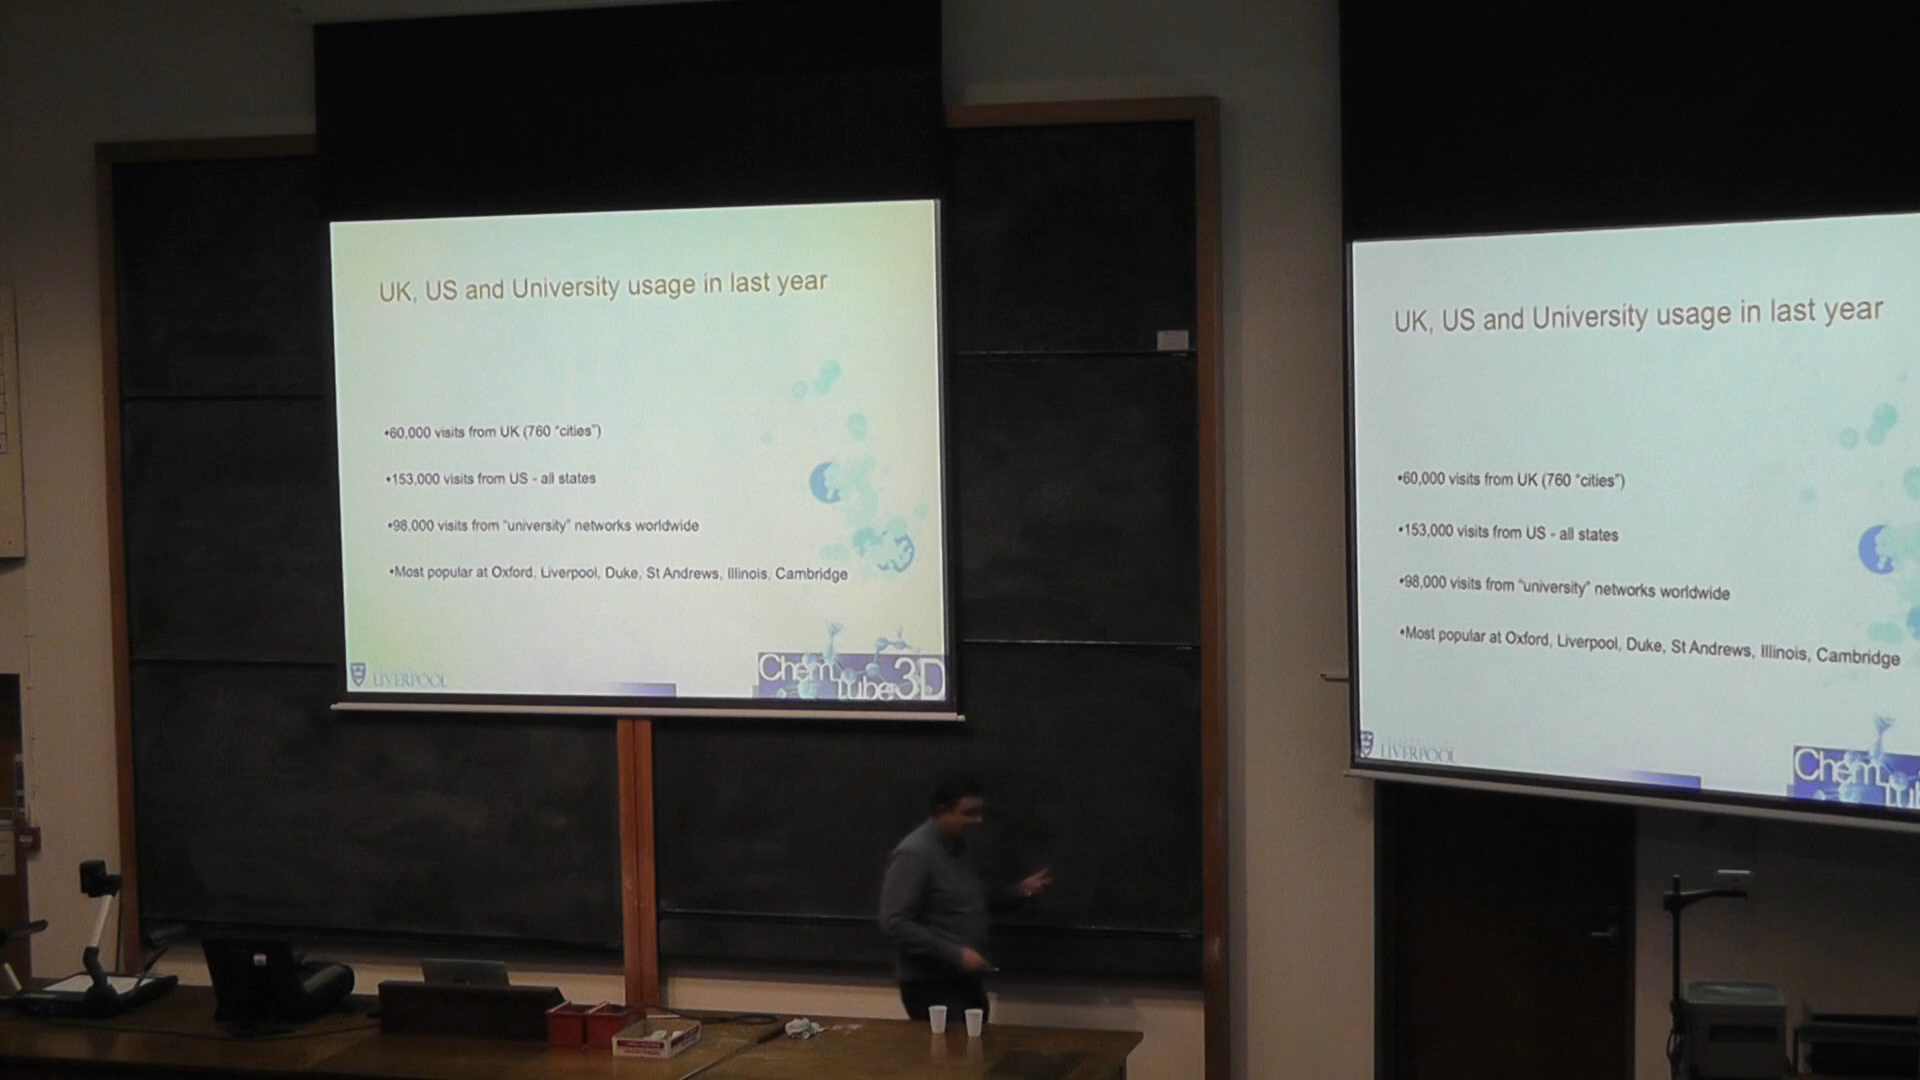 UK, US and University usage in last year
•60,000 visits from UK (760 "cities")
•153,000 visits from US - all states
•98,000 visits from "university" networks worldwide
•Most popular at Oxford, Liverpool, Duke, St Andrews, Illinois, Cambridge
LIVERPOOL
ChemTube3D
UK, US and University usage in last year
•60,000 visits from UK (760 "cities")
•153,000 visits from US - all states
•98,000 visits from "university" networks worldwide
•Most popular at Oxford, Liverpool, Duke, St Andrews, Illinois, Cambridge
LIVERPOOL
Chem